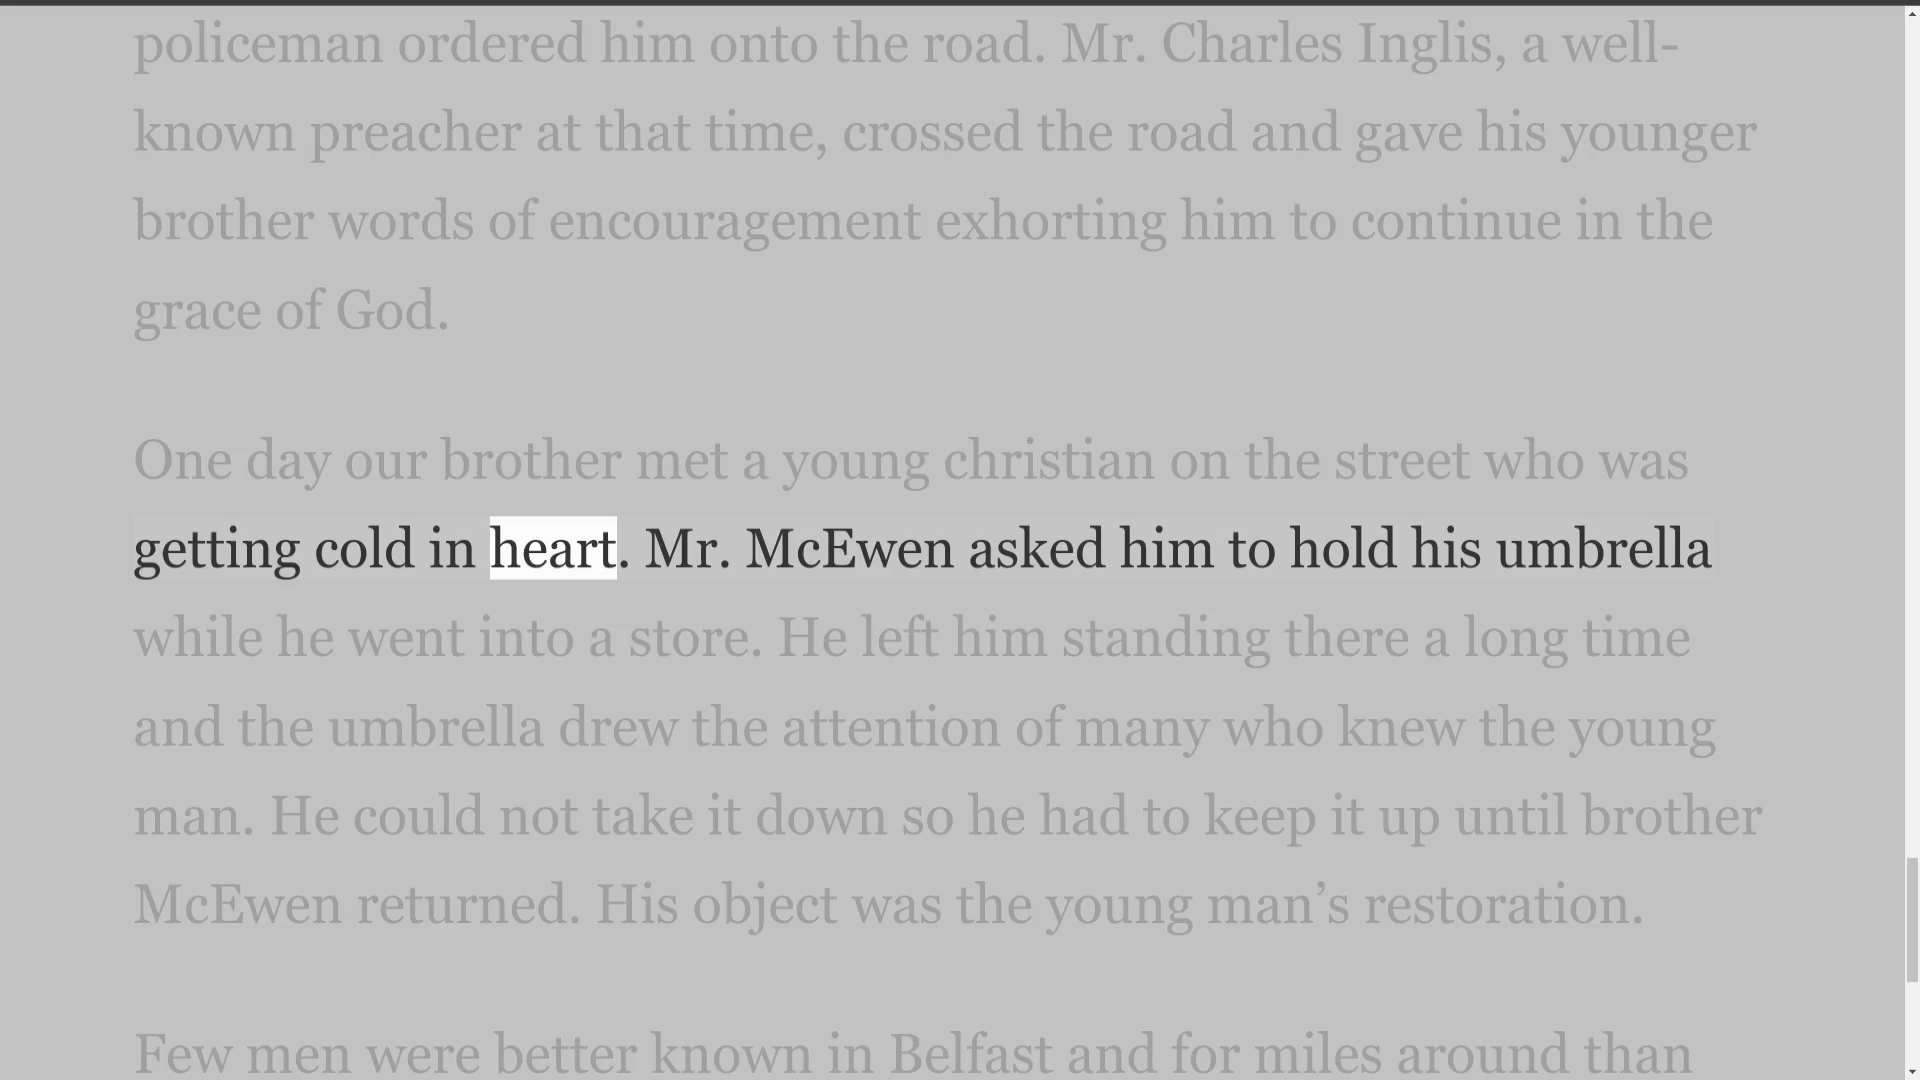 policeman ordered him onto the road. Mr. Charles Inglis, a well-
known preacher at that time, crossed the road and gave his younger
brother words of encouragement exhorting him to continue in the
grace of God.
One day our brother met a young christian on the street who was
getting cold in heart. Mr. McEwen asked him to hold his umbrella
while he went into a store. He left him standing there a long time
and the umbrella drew the attention of many who knew the young
man. He could not take it down so he had to keep it up until brother
McEwen returned. His object was the young man’s restoration.
Few men were better known in Belfast and for miles around than